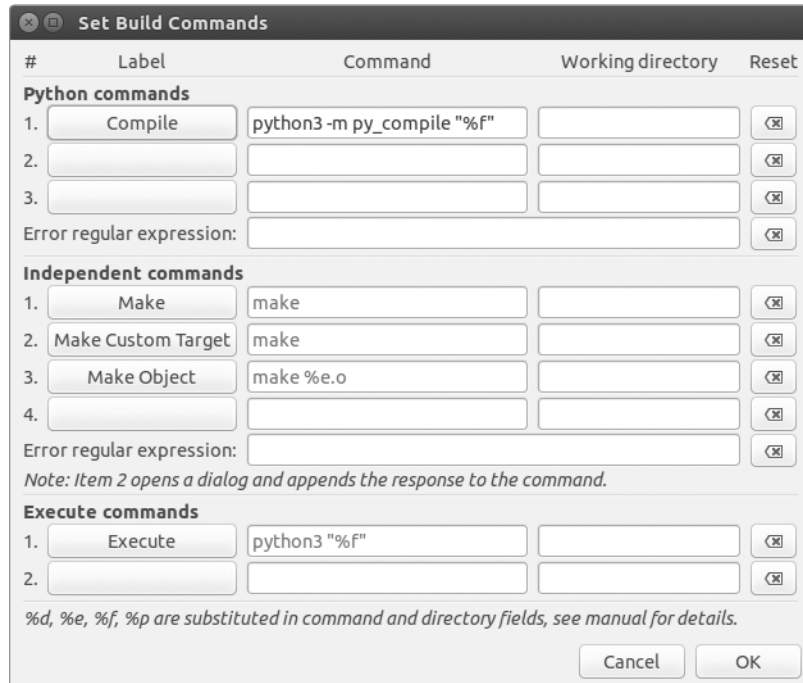 Set Build Commands
# Label Command Working directory Reset
Python commands
1. Compile python3 -m py_compile "%f"
2.
3.
Error regular expression:
Independent commands
1. Make make
2. Make Custom Target make
3. Make Object make %e.o
4.
Error regular expression:
Note: Item 2 opens a dialog and appends the response to the command.
Execute commands
1. Execute python3 "%f"
2.
%d, %e, %f, %p are substituted in command and directory fields, see manual for details.
Cancel OK